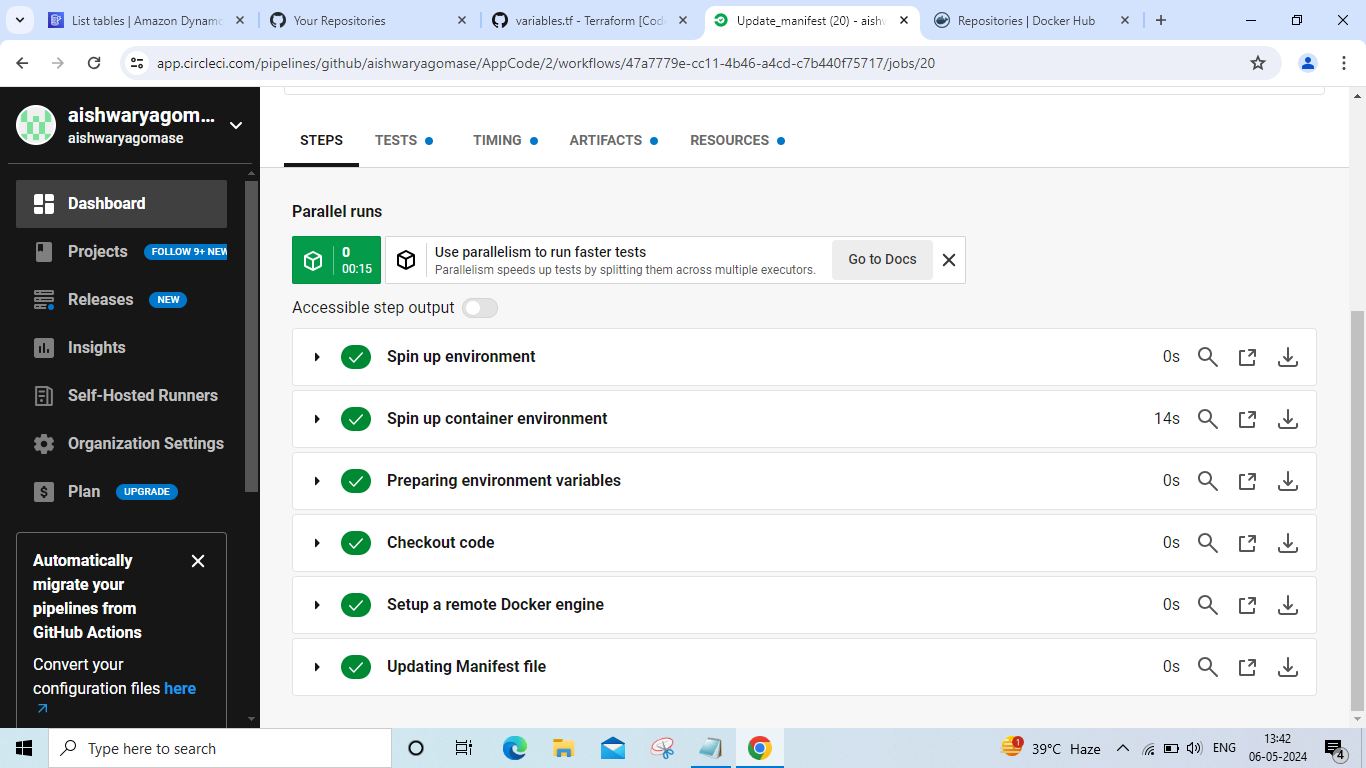 List tables | Amazon Dynamo
Your Repositories
variables.tf - Terraform [Cod
Update_manifest (20) - aishw
Repositories | Docker Hub
app.circleci.com/pipelines/github/aishwaryagomase/AppCode/2/workflows/47a7779e-cc11-4b46-a4cd-c7b440f75717/jobs/20
aishwaryagom...
aishwaryagomase
Dashboard
Projects FOLLOW 9+ NEW
Releases NEW
Insights
Self-Hosted Runners
Organization Settings
Plan UPGRADE
Automatically
migrate your
pipelines from
GitHub Actions
Convert your
configuration files here
STEPS TESTS TIMING ARTIFACTS RESOURCES
Parallel runs
0
00:15
Use parallelism to run faster tests
Parallelism speeds up tests by splitting them across multiple executors.
Go to Docs
Accessible step output
Spin up environment 0s
Spin up container environment 14s
Preparing environment variables 0s
Checkout code 0s
Setup a remote Docker engine 0s
Updating Manifest file 0s
Type here to search
1
39°C Haze
ENG
13:42
06-05-2024
4